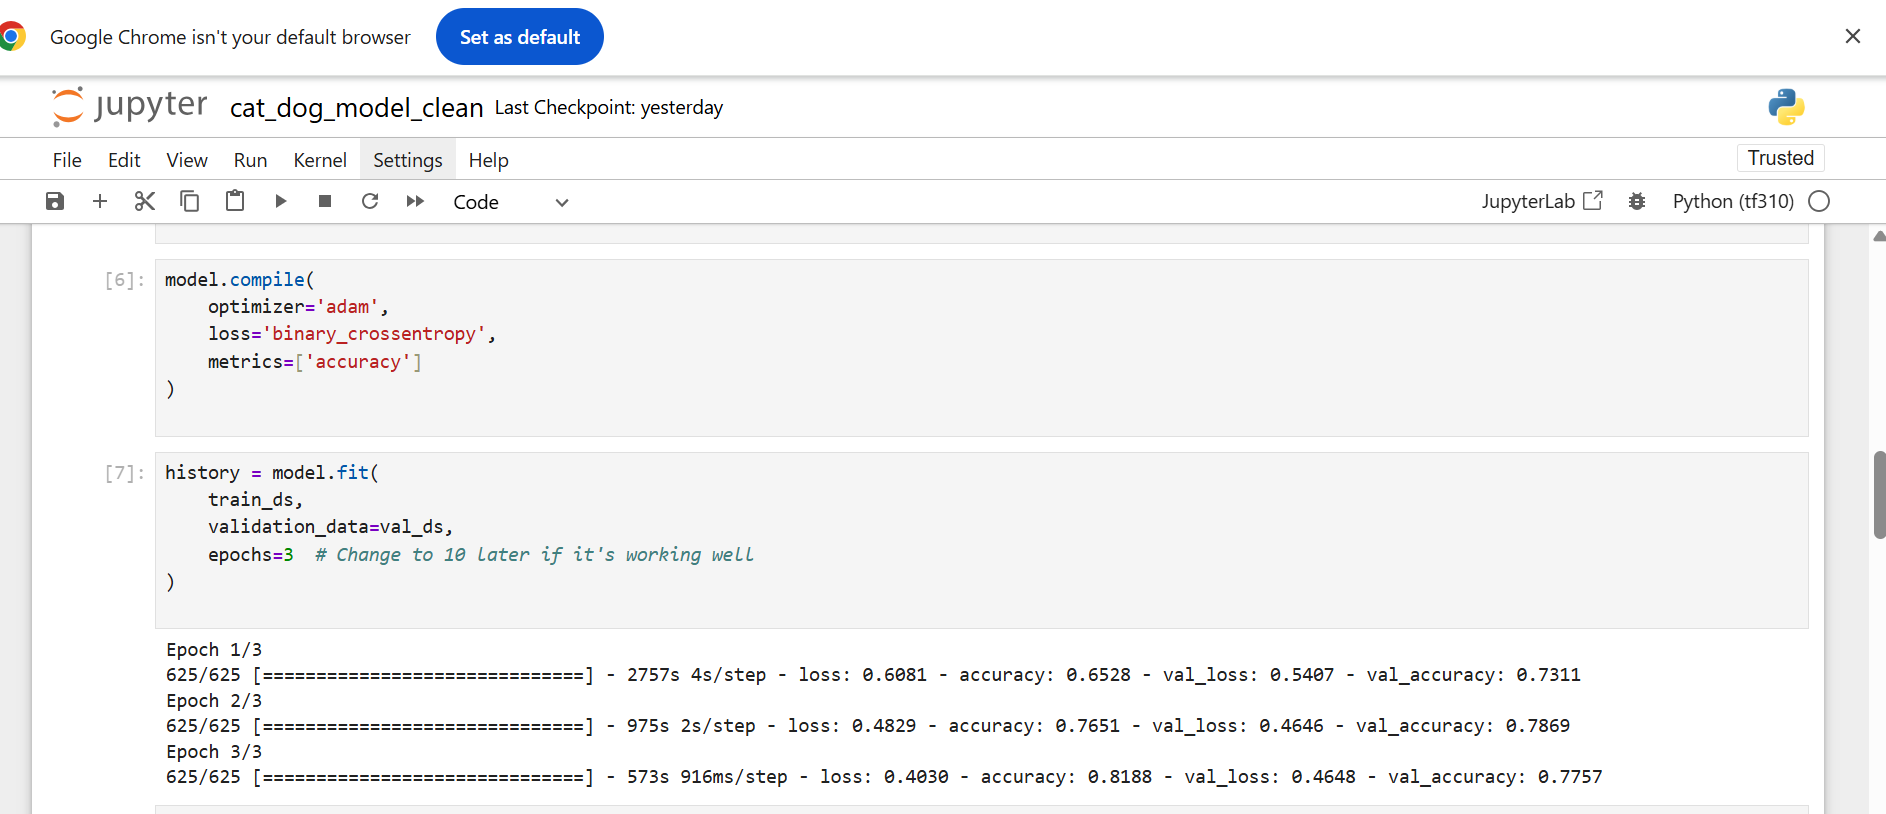 Google Chrome isn't your default browser Set as default
jupyter cat_dog_model_clean Last Checkpoint: yesterday
File Edit View Run Kernel Settings Help Trusted
Code JupyterLab Python (tf310)
[6]: model.compile(
    optimizer='adam',
    loss='binary_crossentropy',
    metrics=['accuracy']
)
[7]: history = model.fit(
    train_ds,
    validation_data=val_ds,
    epochs=3  # Change to 10 later if it's working well
)
Epoch 1/3
625/625 [==============================] - 2757s 4s/step - loss: 0.6081 - accuracy: 0.6528 - val_loss: 0.5407 - val_accuracy: 0.7311
Epoch 2/3
625/625 [==============================] - 975s 2s/step - loss: 0.4829 - accuracy: 0.7651 - val_loss: 0.4646 - val_accuracy: 0.7869
Epoch 3/3
625/625 [==============================] - 573s 916ms/step - loss: 0.4030 - accuracy: 0.8188 - val_loss: 0.4648 - val_accuracy: 0.7757